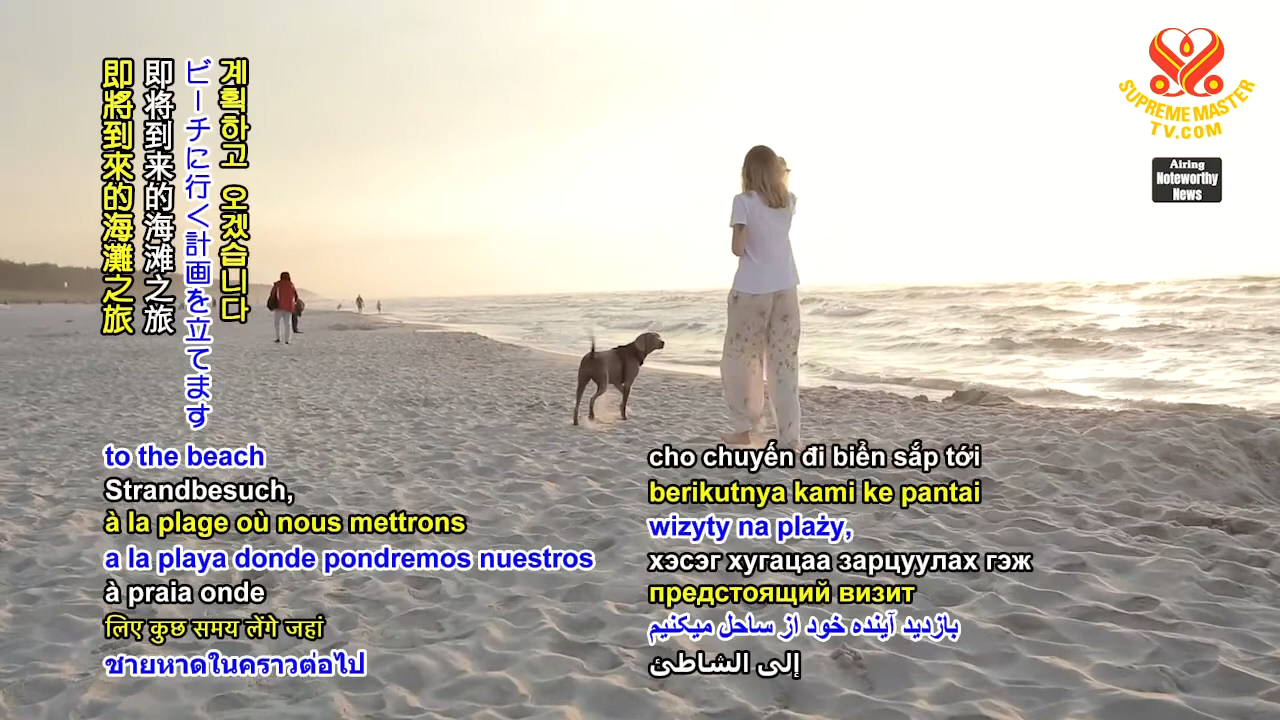 即將到來的海灘之旅
即将到来的海滩之旅
ビーチに行く計画を立てます
계획하고 오겠습니다
SUPREME MASTER
TV.COM
Airing
Noteworthy
News
to the beach
Strandbesuch,
à la plage où nous mettrons
a la playa donde pondremos nuestros
à praia onde
लिए कुछ समय लेंगे जहां
ชายหาดในคราวต่อไป
cho chuyến đi biển sắp tới
berikutnya kami ke pantai
wizyty na plaży,
хэсэг хугацаа зарцуулах гэж
предстоящий визит
بازدید آینده خود از ساحل میکنیم
إلى الشاطئ